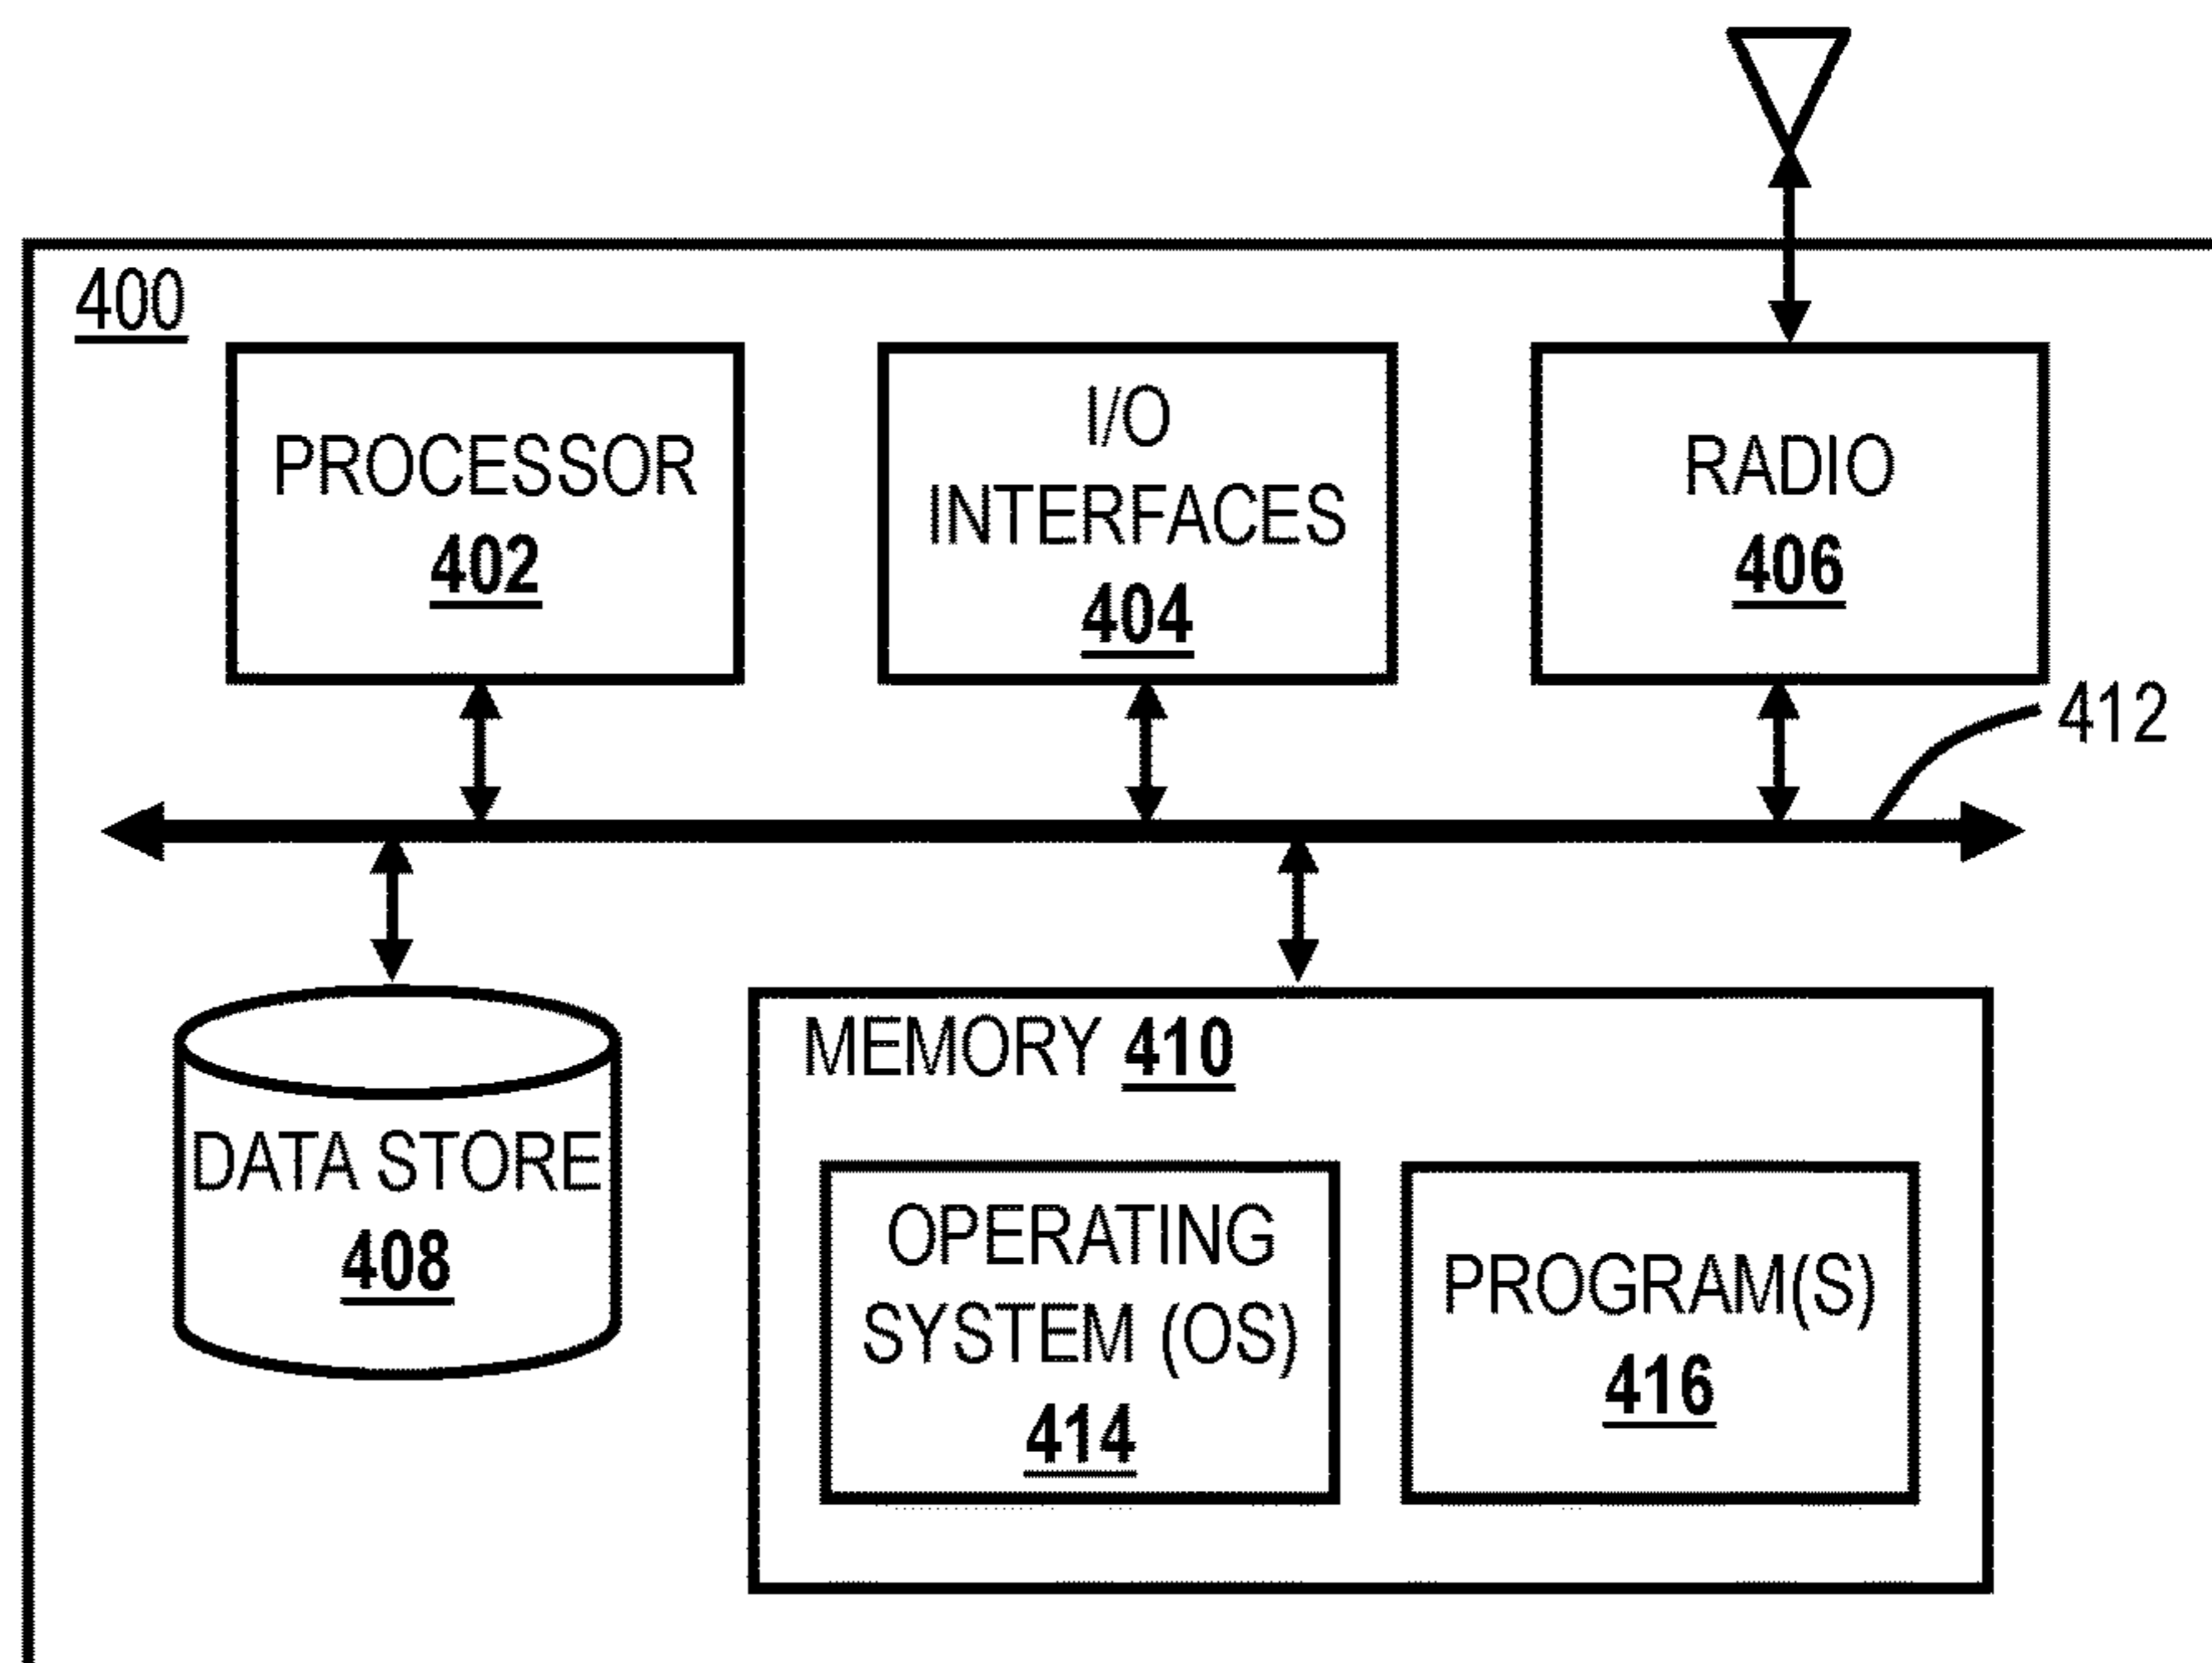 400
PROCESSOR
402
I/O
INTERFACES
404
RADIO
406
412
DATA STORE
408
MEMORY 410
OPERATING
SYSTEM (OS)
414
PROGRAM(S)
416